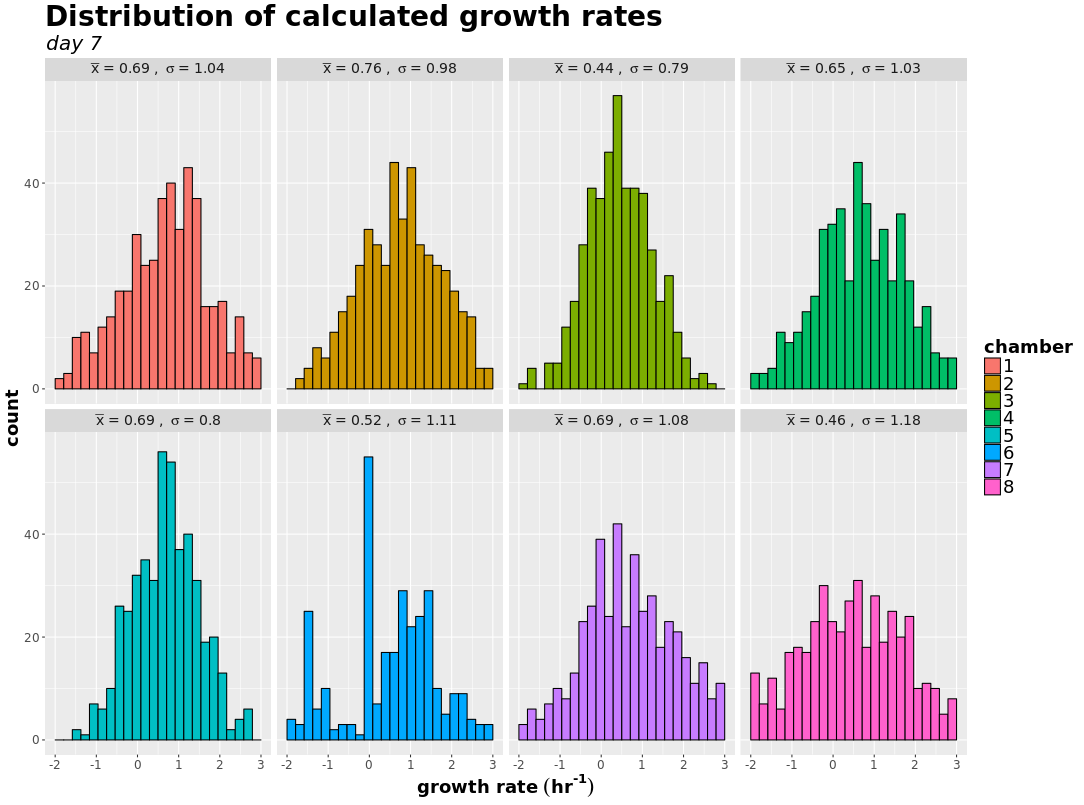 Distribution of calculated growth rates
day 7
x̅ = 0.69 , σ = 1.04
x̅ = 0.76 , σ = 0.98
x̅ = 0.44 , σ = 0.79
x̅ = 0.65 , σ = 1.03
40
20
0
x̅ = 0.69 , σ = 0.8
x̅ = 0.52 , σ = 1.11
x̅ = 0.69 , σ = 1.08
x̅ = 0.46 , σ = 1.18
40
20
0
count
-2 -1 0 1 2 3 -2 -1 0 1 2 3 -2 -1 0 1 2 3 -2 -1 0 1 2 3
growth rate (hr⁻¹)
chamber
1
2
3
4
5
6
7
8